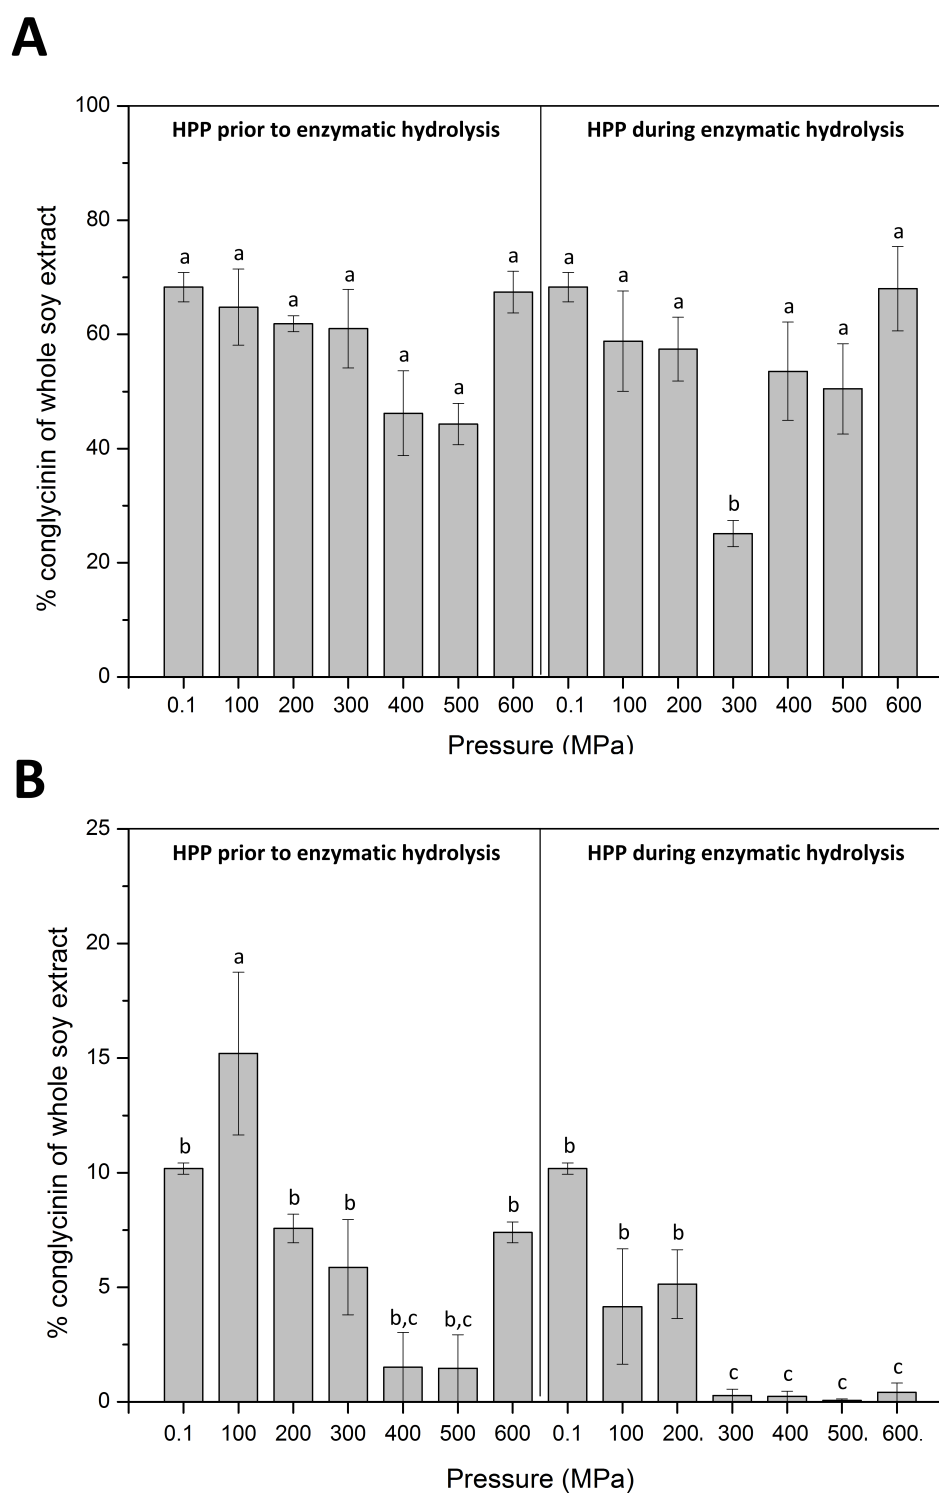 A
100
HPP prior to enzymatic hydrolysis HPP during enzymatic hydrolysis
80
60
40
20
0
% conglycinin of whole soy extract
a a a a a a a a a a b a a a
0.1 100 200 300 400 500 600 0.1 100 200 300 400 500 600
Pressure (MPa)
B
25
HPP prior to enzymatic hydrolysis HPP during enzymatic hydrolysis
20
15
10
5
0
% conglycinin of whole soy extract
b a b b b,c b,c b b b b c c c c
0.1 100 200 300 400 500 600 0.1 100 200. 300 400 500. 600.
Pressure (MPa)